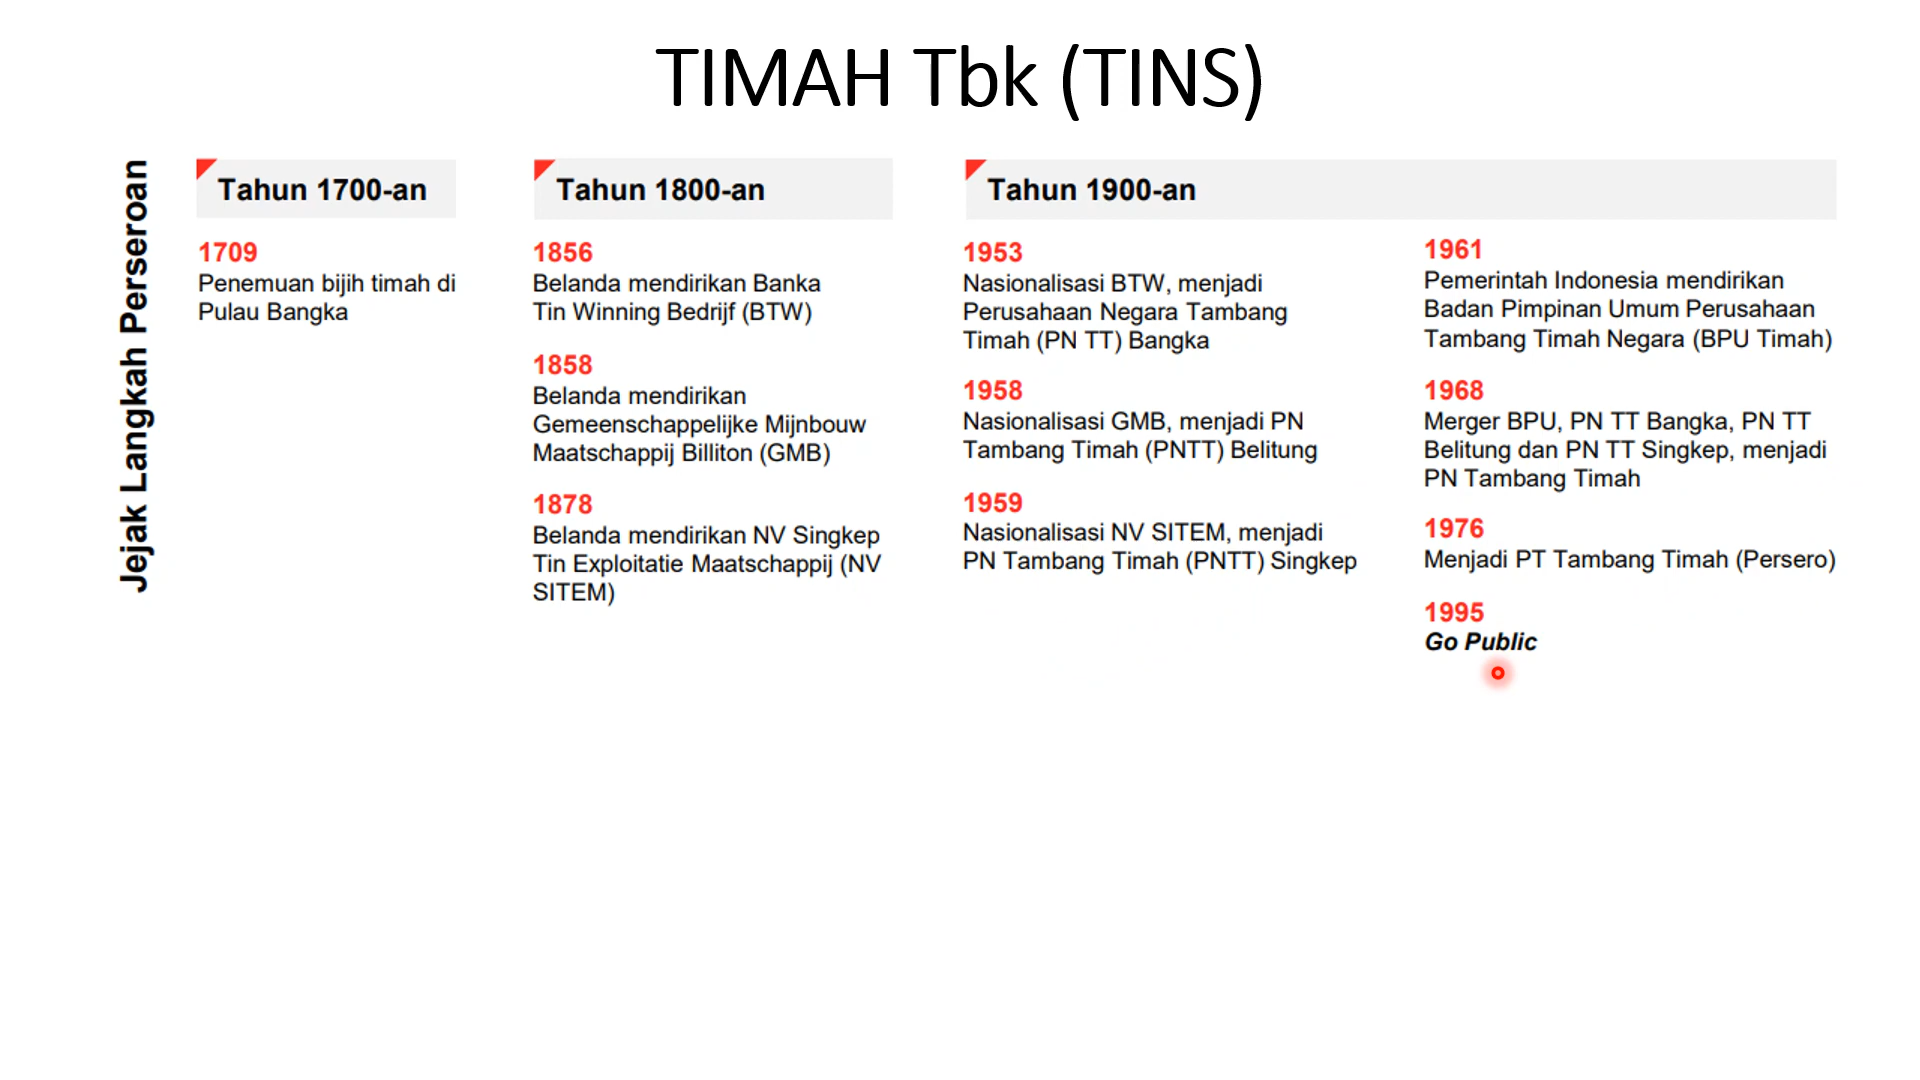 TIMAH Tbk (TINS)
Jejak Langkah Perseroan
Tahun 1700-an
1709
Penemuan bijih timah di
Pulau Bangka
Tahun 1800-an
1856
Belanda mendirikan Banka
Tin Winning Bedrijf (BTW)
1858
Belanda mendirikan
Gemeenschappelijke Mijnbouw
Maatschappij Billiton (GMB)
1878
Belanda mendirikan NV Singkep
Tin Exploitatie Maatschappij (NV
SITEM)
Tahun 1900-an
1953
Nasionalisasi BTW, menjadi
Perusahaan Negara Tambang
Timah (PN TT) Bangka
1958
Nasionalisasi GMB, menjadi PN
Tambang Timah (PNTT) Belitung
1959
Nasionalisasi NV SITEM, menjadi
PN Tambang Timah (PNTT) Singkep
1961
Pemerintah Indonesia mendirikan
Badan Pimpinan Umum Perusahaan
Tambang Timah Negara (BPU Timah)
1968
Merger BPU, PN TT Bangka, PN TT
Belitung dan PN TT Singkep, menjadi
PN Tambang Timah
1976
Menjadi PT Tambang Timah (Persero)
1995
Go Public